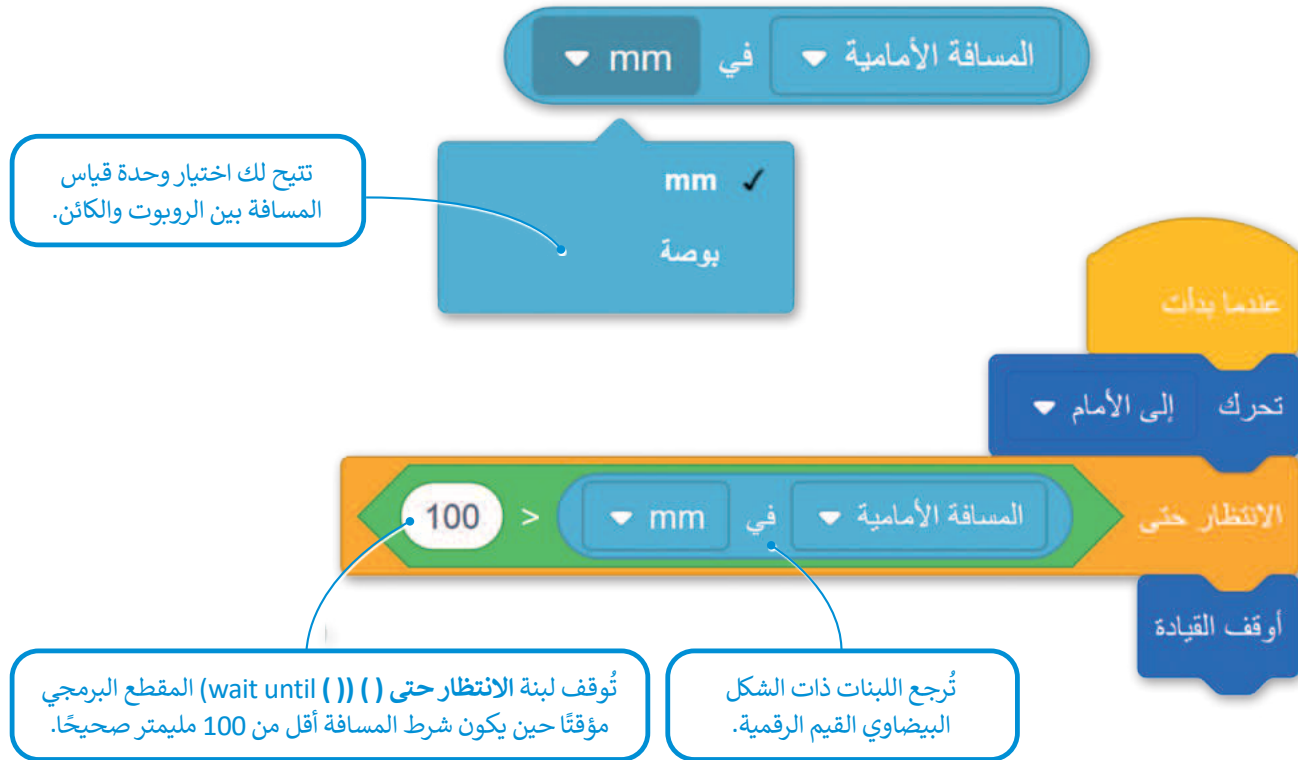 المسافة الأمامية في mm
mm
بوصة
تتيح لك اختيار وحدة قياس
المسافة بين الروبوت والكائن.
عندما بدأت
تحرك إلى الأمام
الانتظار حتى المسافة الأمامية في mm > 100
أوقف القيادة
تُرجع اللبنات ذات الشكل
البيضاوي القيم الرقمية.
تُوقف لبنة الانتظار حتى ( ) (wait until ( )) المقطع البرمجي
مؤقتًا حين يكون شرط المسافة أقل من 100 مليمتر صحيحًا.